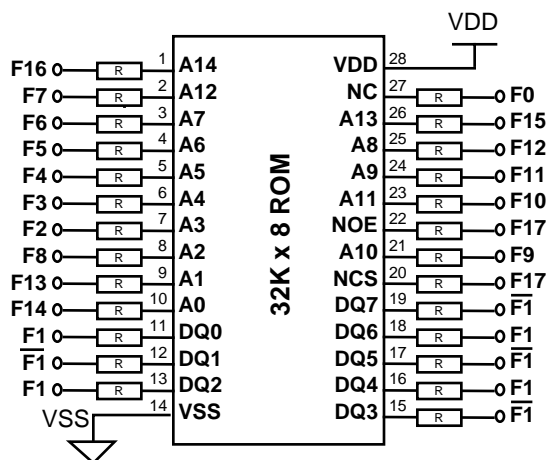 VDD
F16 R 1 A14 VDD 28
F7 R 2 A12 NC 27 R F0
F6 R 3 A7 A13 26 R F15
F5 R 4 A6 A8 25 R F12
F4 R 5 A5 A9 24 R F11
F3 R 6 A4 A11 23 R F10
F2 R 7 A3 NOE 22 R F17
F8 R 8 A2 A10 21 R F9
F13 R 9 A1 NCS 20 R F17
F14 R 10 A0 DQ7 19 R F̅1̅
F1 R 11 DQ0 DQ6 18 R F1
F̅1̅ R 12 DQ1 DQ5 17 R F̅1̅
F1 R 13 DQ2 DQ4 16 R F1
VSS 14 VSS DQ3 15 R F̅1̅
32K x 8 ROM